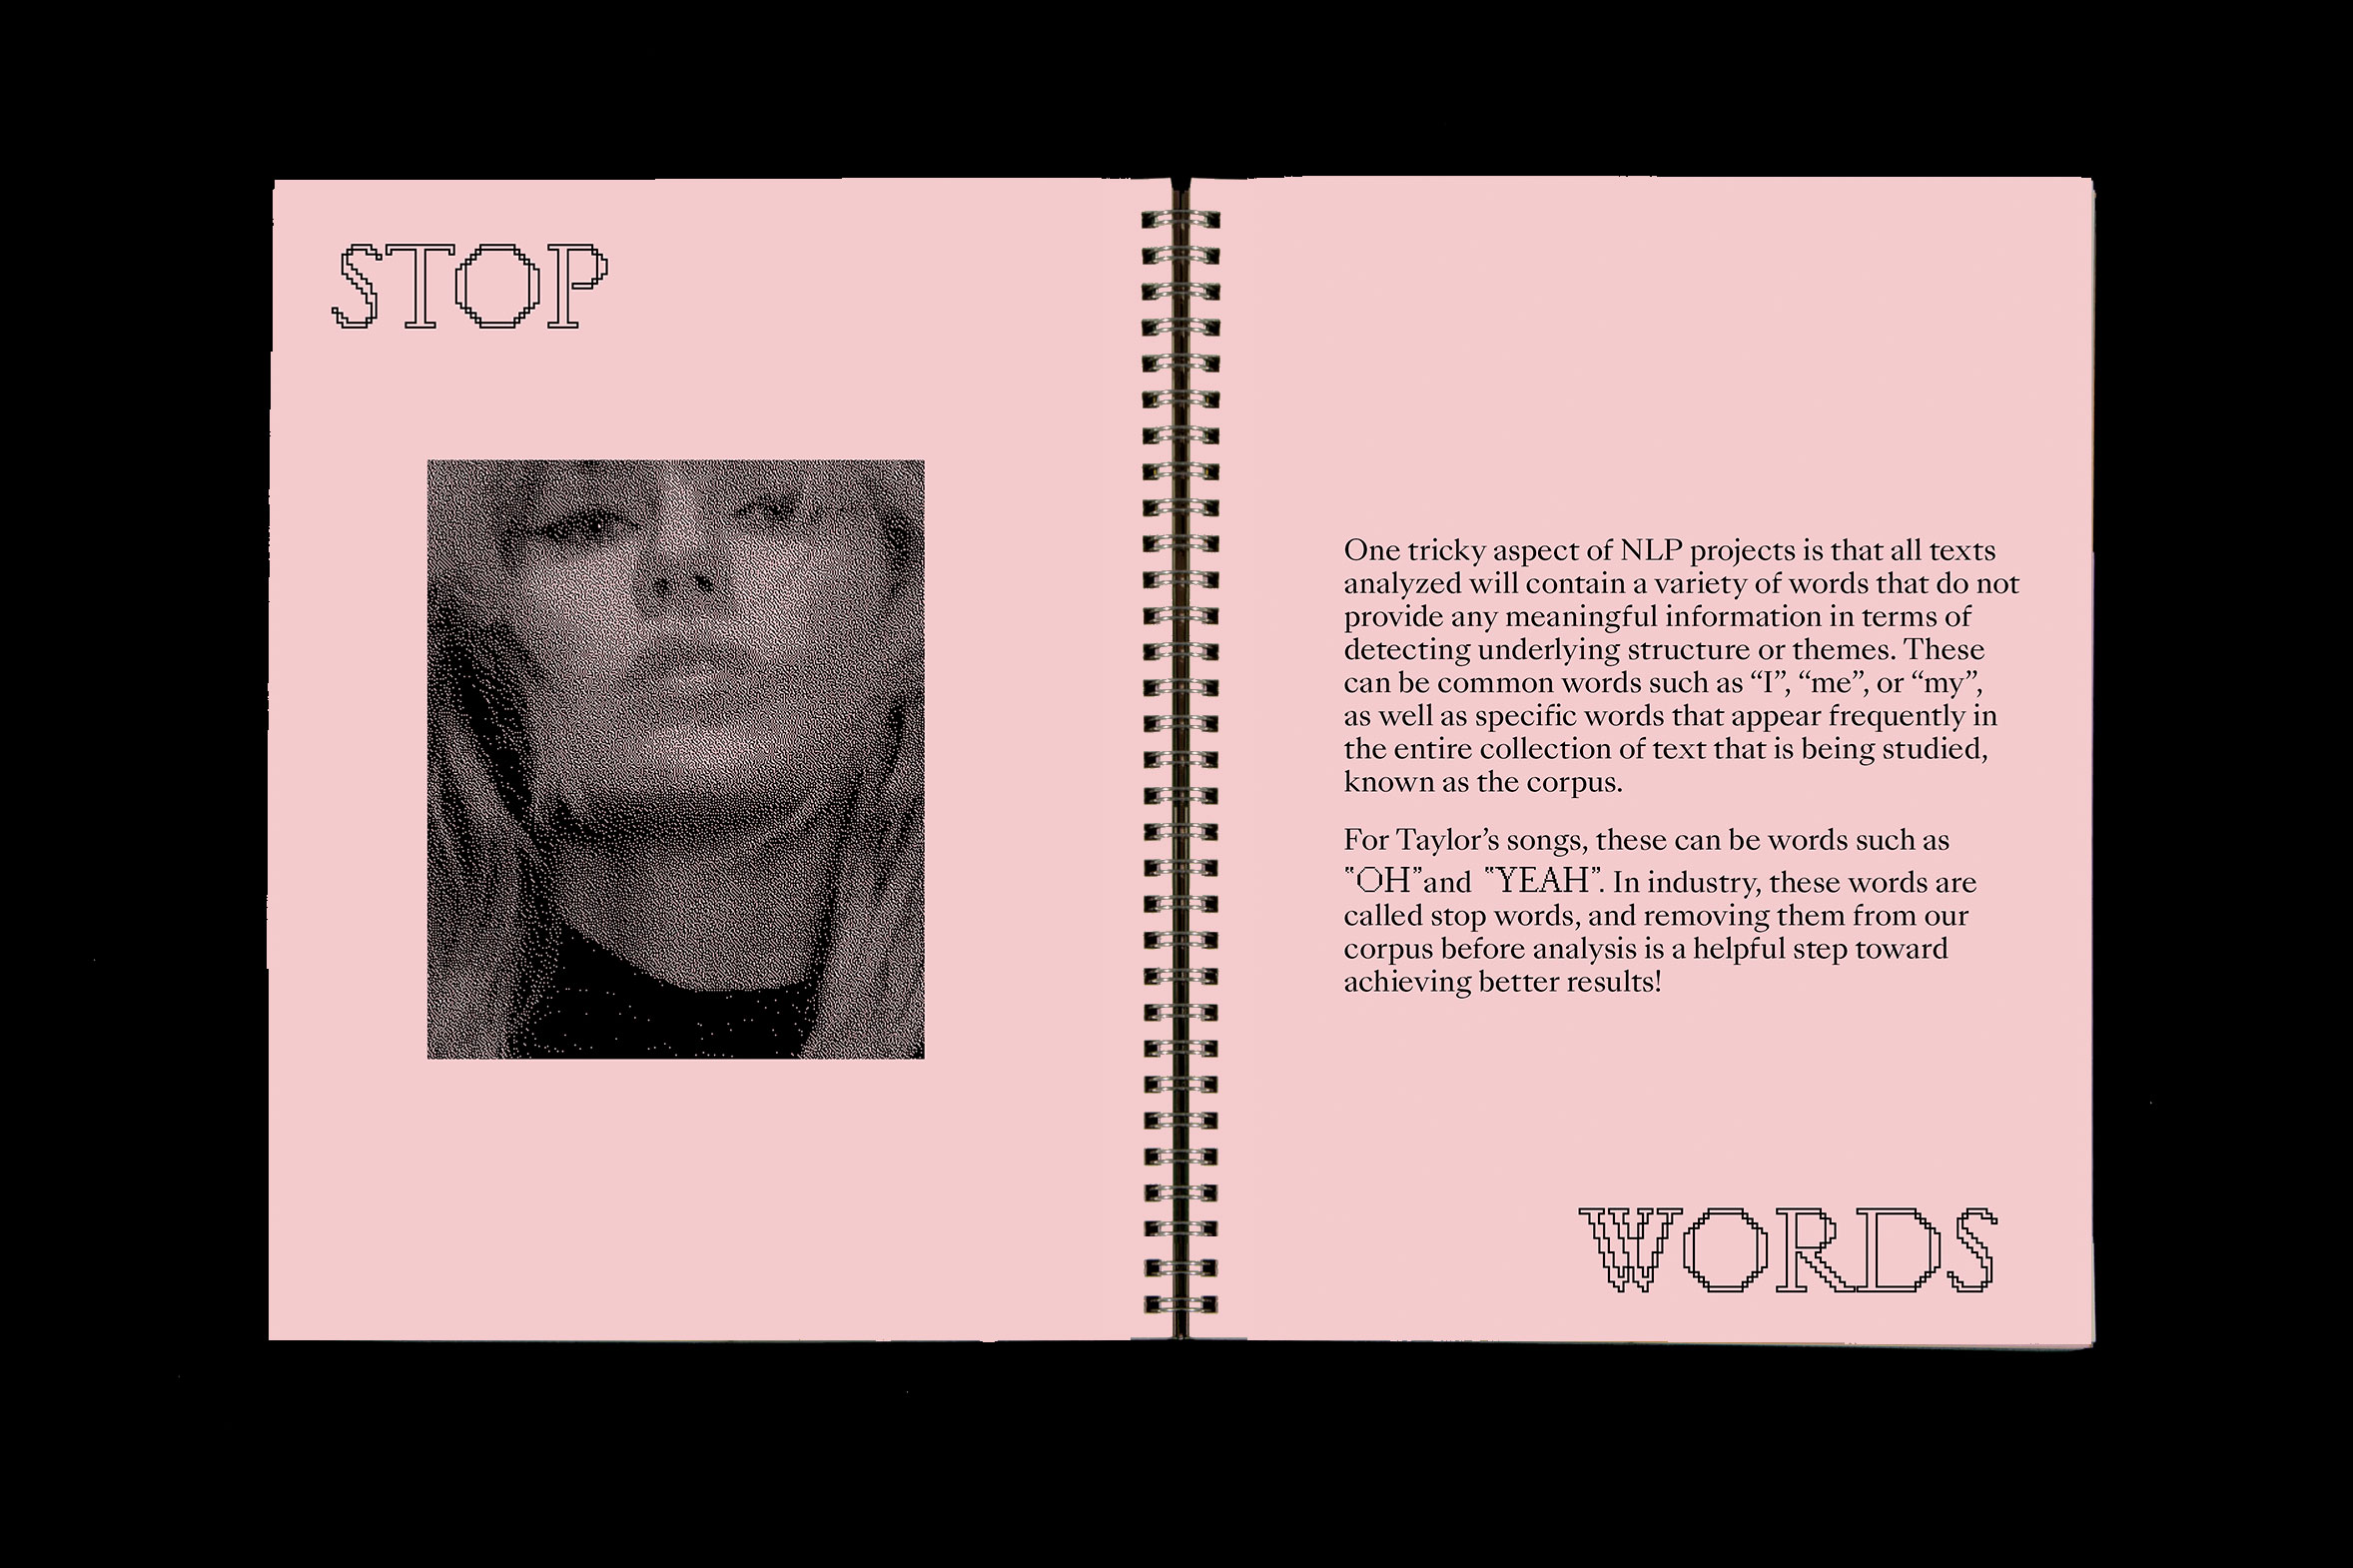 STOP
One tricky aspect of NLP projects is that all texts
analyzed will contain a variety of words that do not
provide any meaningful information in terms of
detecting underlying structure or themes. These
can be common words such as “I”, “me”, or “my”,
as well as specific words that appear frequently in
the entire collection of text that is being studied,
known as the corpus.
For Taylor’s songs, these can be words such as
“OH”and “YEAH”. In industry, these words are
called stop words, and removing them from our
corpus before analysis is a helpful step toward
achieving better results!
WORDS